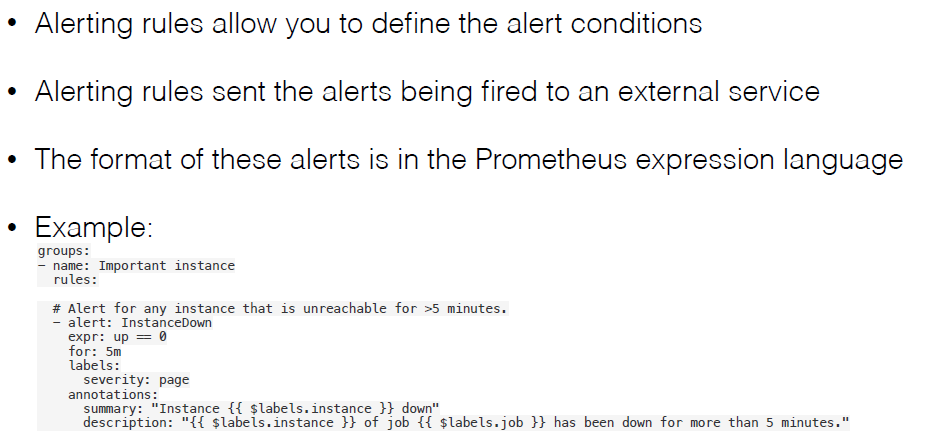 • Alerting rules allow you to define the alert conditions
• Alerting rules sent the alerts being fired to an external service
• The format of these alerts is in the Prometheus expression language
• Example:
groups:
- name: Important instance
  rules:
  # Alert for any instance that is unreachable for >5 minutes.
  - alert: InstanceDown
    expr: up == 0
    for: 5m
    labels:
      severity: page
    annotations:
      summary: "Instance {{ $labels.instance }} down"
      description: "{{ $labels.instance }} of job {{ $labels.job }} has been down for more than 5 minutes."